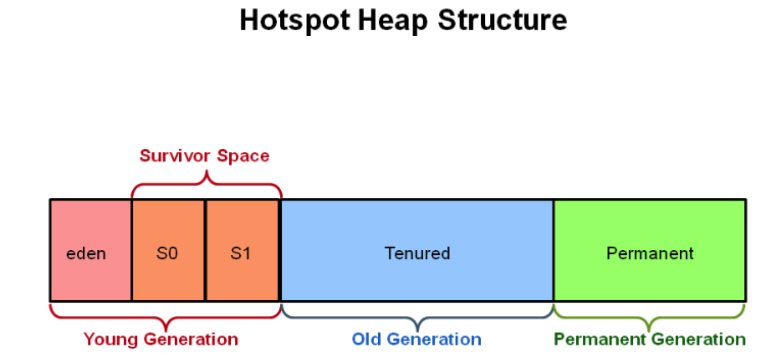 Hotspot Heap Structure
Survivor Space
eden
S0
S1
Tenured
Permanent
Young Generation
Old Generation
Permanent Generation